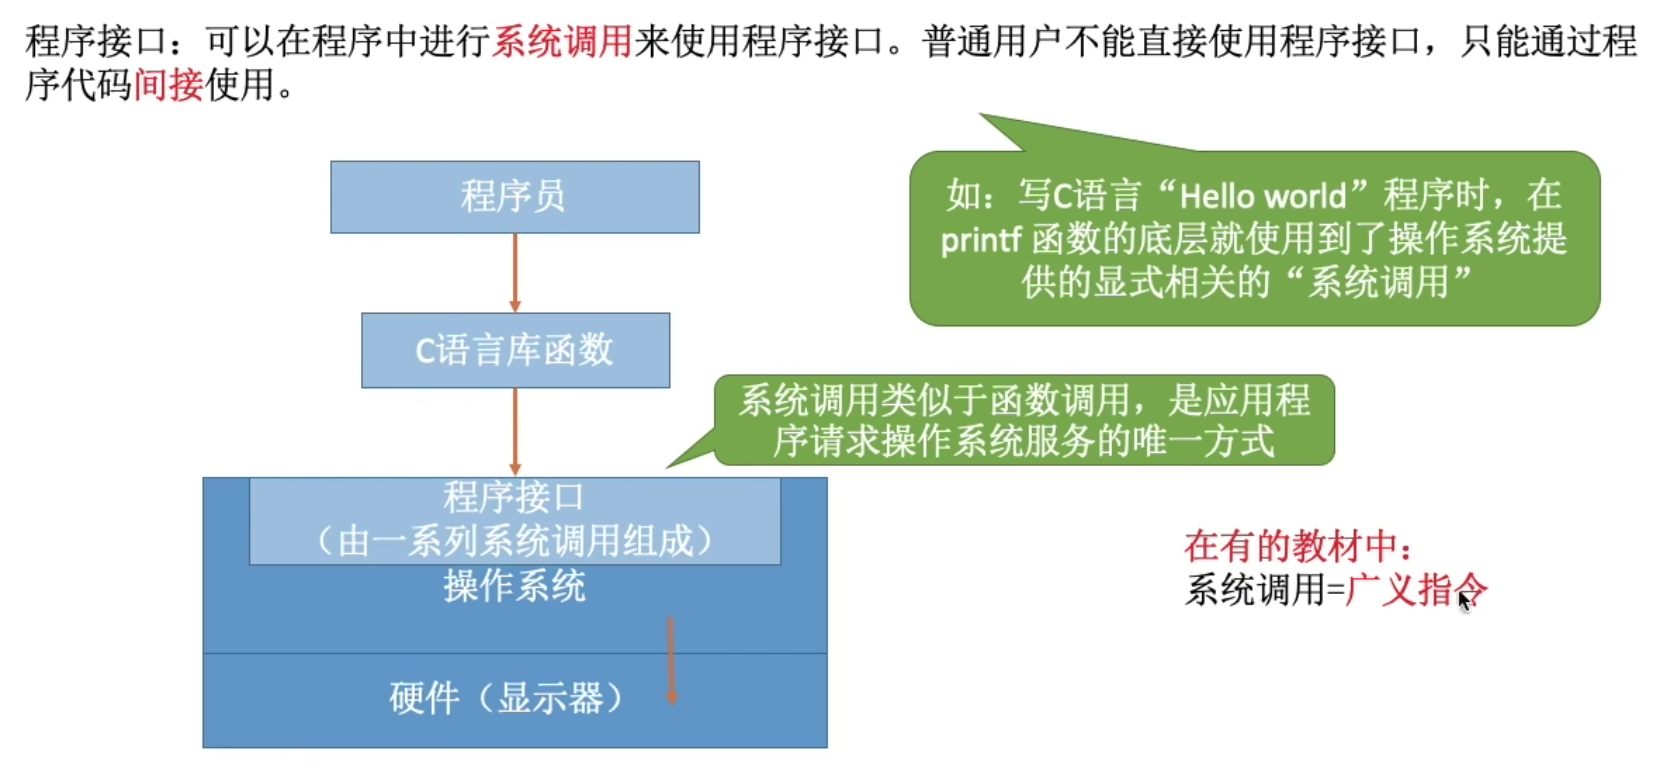 程序接口：可以在程序中进行系统调用来使用程序接口。普通用户不能直接使用程序接口，只能通过程
序代码间接使用。
程序员
如：写C语言“Hello world”程序时，在
printf 函数的底层就使用到了操作系统提
供的显式相关的“系统调用”
C语言库函数
系统调用类似于函数调用，是应用程
序请求操作系统服务的唯一方式
程序接口
（由一系列系统调用组成）
操作系统
在有的教材中：
系统调用=广义指令
硬件（显示器）